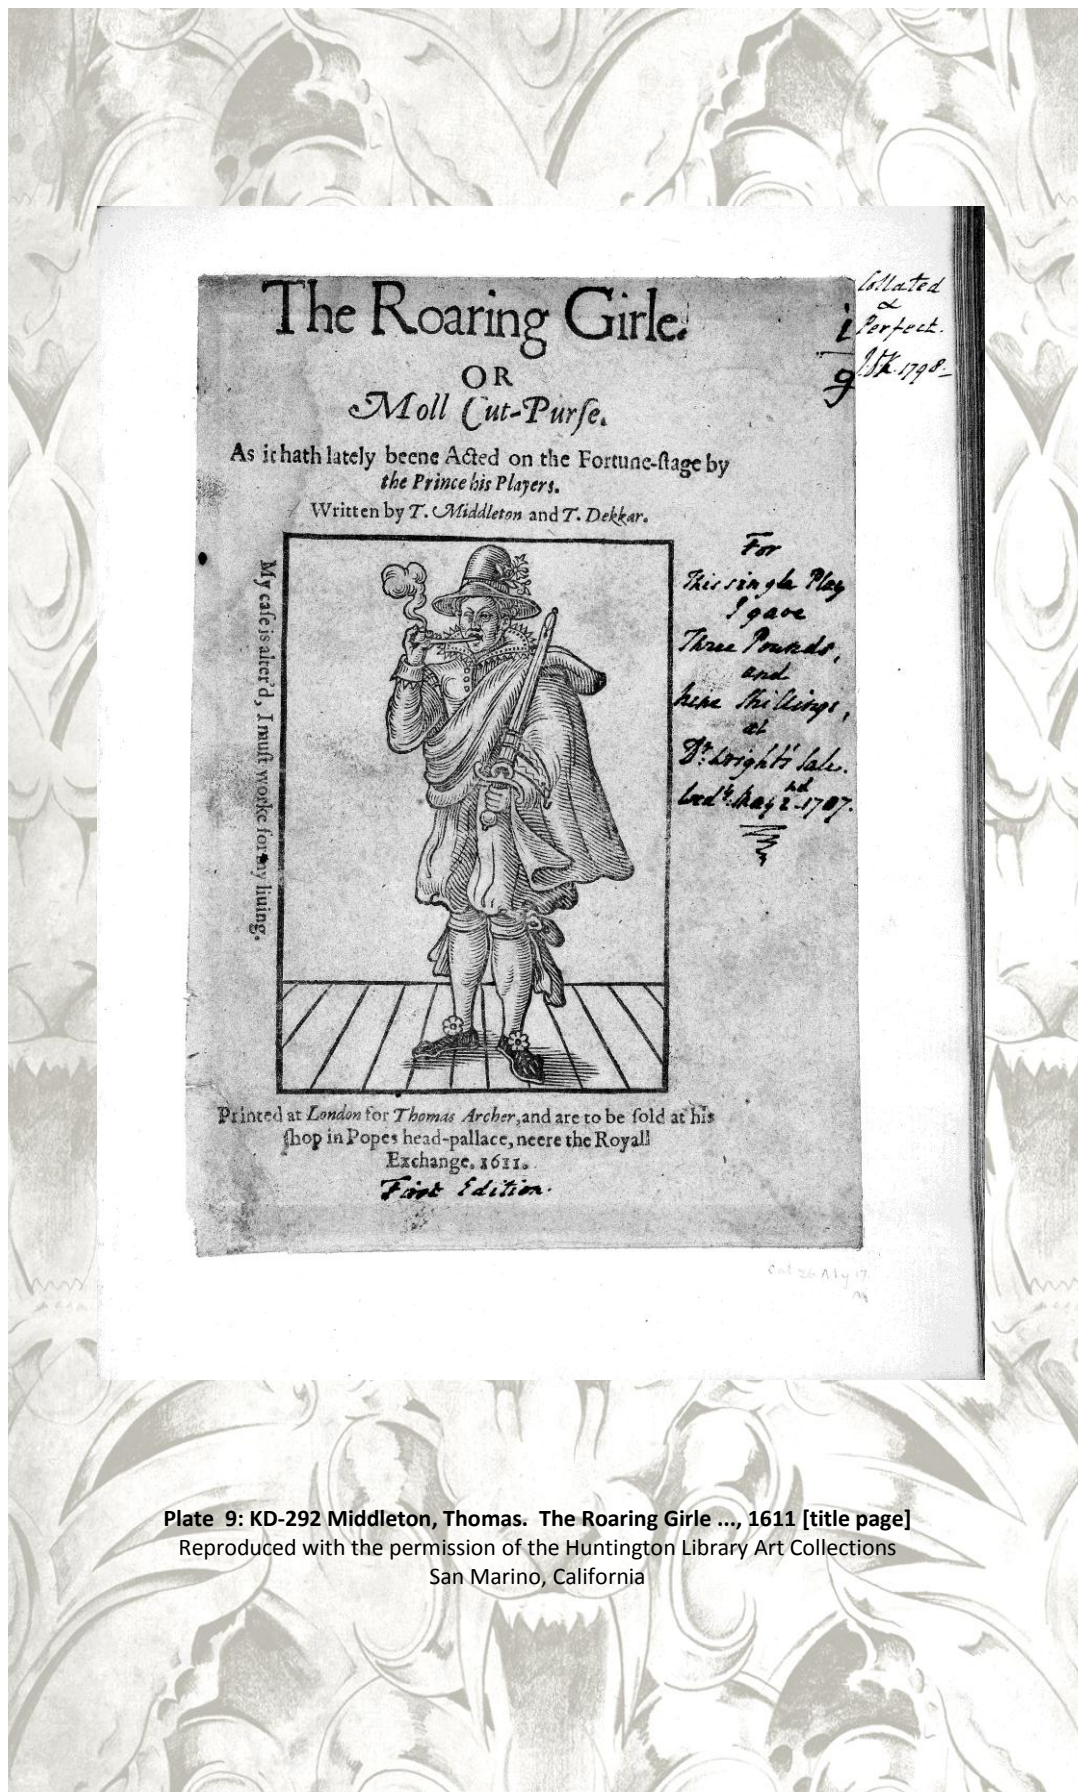 The Roaring Girle.
OR
Moll Cut-Purſe.
As it hath lately beene Acted on the Fortune-ſtage by
the Prince his Players.
Written by T. Middleton and T. Dekkar.
My caſe is alter'd, I muſt worke for my liuing.
Printed at London for Thomas Archer, and are to be ſold at his
ſhop in Popes head-pallace, neere the Royall
Exchange. 1611.
First Edition.
Collated
&
Perfect.
J.P.K. 1798.
i
9
For
This single Play
I gave
Three Pounds,
and
nine Shillings,
at
Dr. Wright's Sale.
Wedy. May 2nd 1787.
Plate 9: KD-292 Middleton, Thomas. The Roaring Girle ..., 1611 [title page]
Reproduced with the permission of the Huntington Library Art Collections
San Marino, California